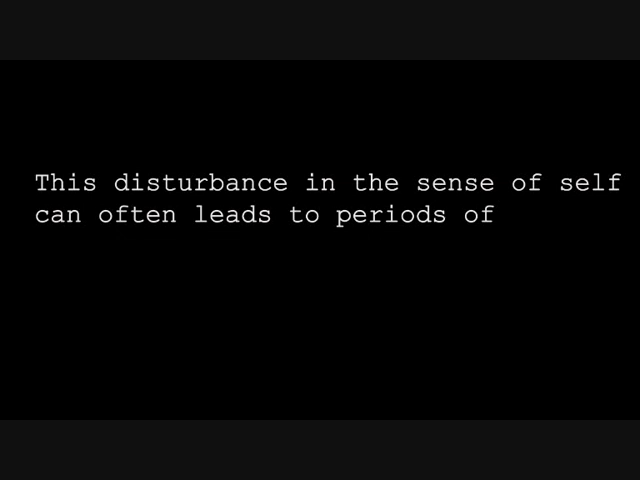 This disturbance in the sense of self
can often leads to periods of